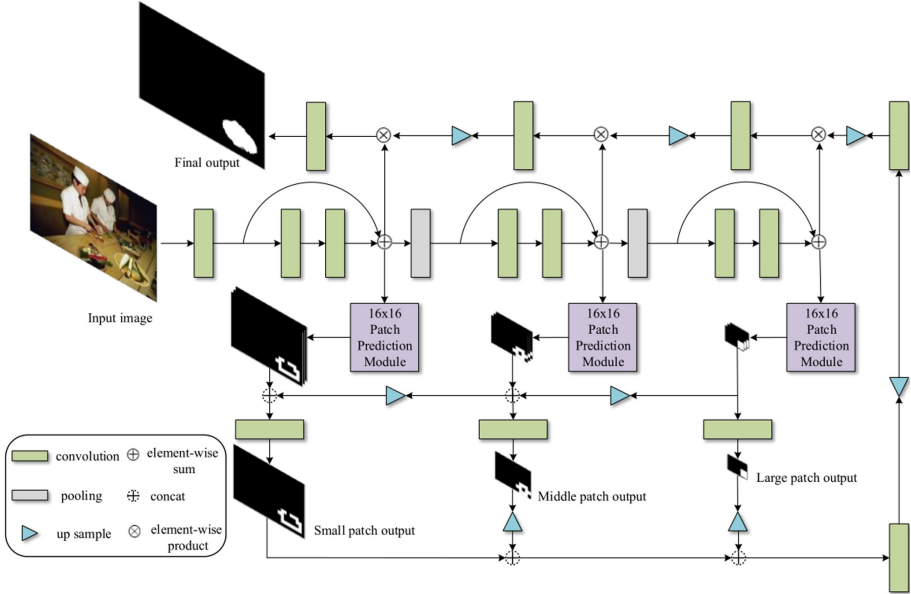 Final output
Input image
16x16
Patch
Prediction
Module
16x16
Patch
Prediction
Module
16x16
Patch
Prediction
Module
Large patch output
Middle patch output
Small patch output
convolution
element-wise
sum
pooling
concat
up sample
element-wise
product